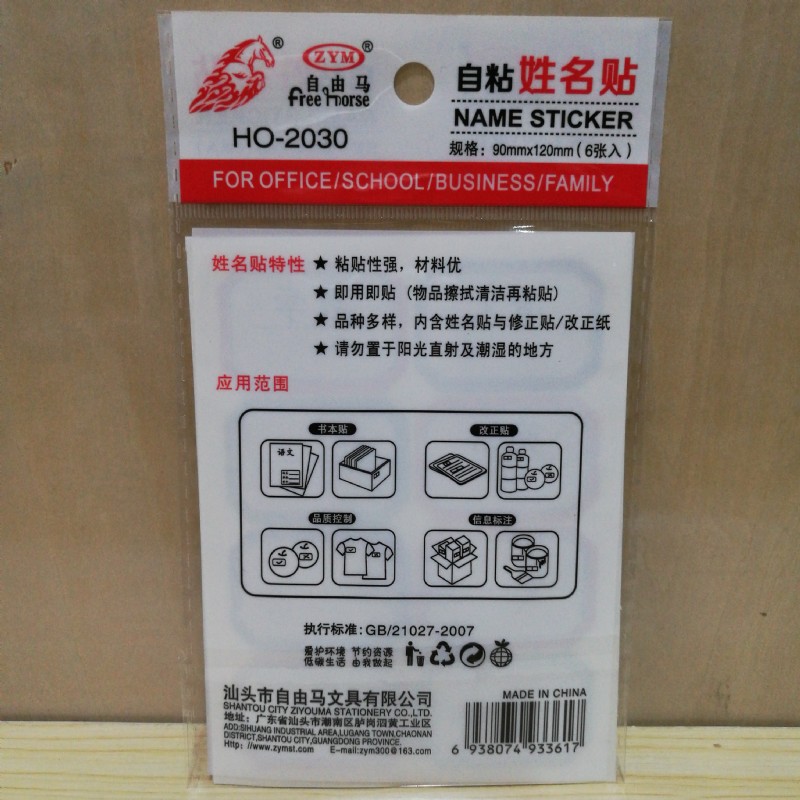 ZYM
自由马
free horse
HO-2030
自粘姓名贴
NAME STICKER
规格：90mmx120mm（6张入）
FOR OFFICE/SCHOOL/BUSINESS/FAMILY
姓名贴特性 ★ 粘贴性强，材料优
★ 即用即贴（物品擦拭清洁再粘贴）
★ 品种多样，内含姓名贴与修正贴/改正纸
★ 请勿置于阳光直射及潮湿的地方
应用范围
书本贴 改正贴
语文
品质控制 信息标注
执行标准：GB/21027-2007
爱护环境 节约资源
低碳生活 由我做起
汕头市自由马文具有限公司
SHANTOU CITY ZIYOUMA STATIONERY CO.,LTD.
地址：广东省汕头市潮南区胪岗泗黄工业区
ADD:SIHUANG INDUSTRIAL AREA,LUGANG TOWN,CHAONAN
DISTRICT,SHANTOU CITY,GUANGDONG PROVINCE.
Http://www.zymst.com E-mail:zym300@163.com
MADE IN CHINA
6 938074 933617